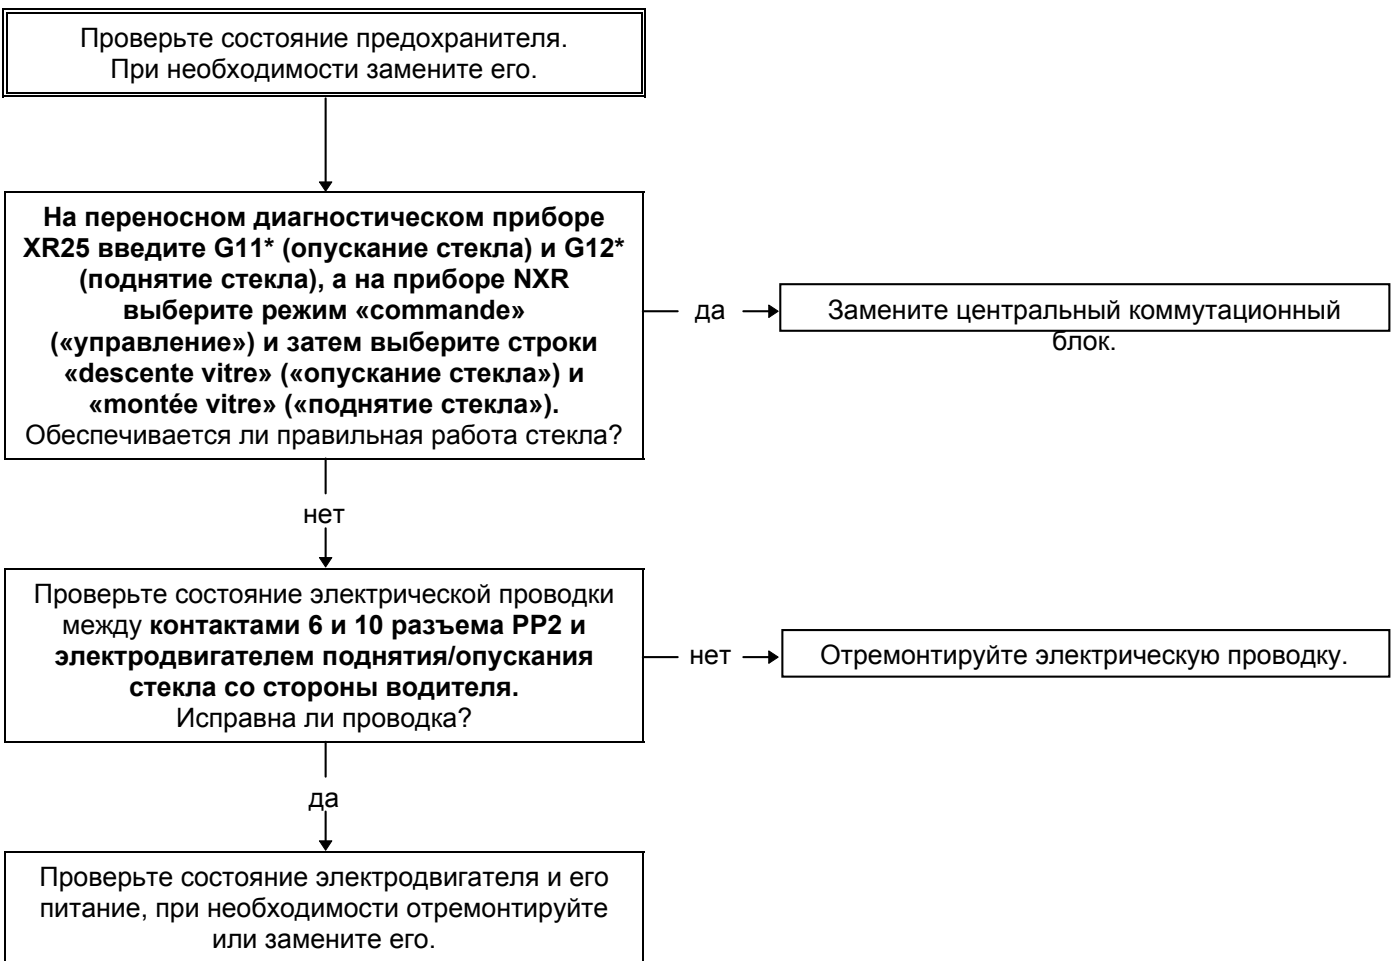 Проверьте состояние предохранителя.
При необходимости замените его.
На переносном диагностическом приборе
XR25 введите G11* (опускание стекла) и G12*
(поднятие стекла), а на приборе NXR
выберите режим «commande»
(«управление») и затем выберите строки
«descente vitre» («опускание стекла») и
«montée vitre» («поднятие стекла»).
Обеспечивается ли правильная работа стекла?
да
Замените центральный коммутационный
блок.
нет
Проверьте состояние электрической проводки
между контактами 6 и 10 разъема PP2 и
электродвигателем поднятия/опускания
стекла со стороны водителя.
Исправна ли проводка?
нет
Отремонтируйте электрическую проводку.
да
Проверьте состояние электродвигателя и его
питание, при необходимости отремонтируйте
или замените его.